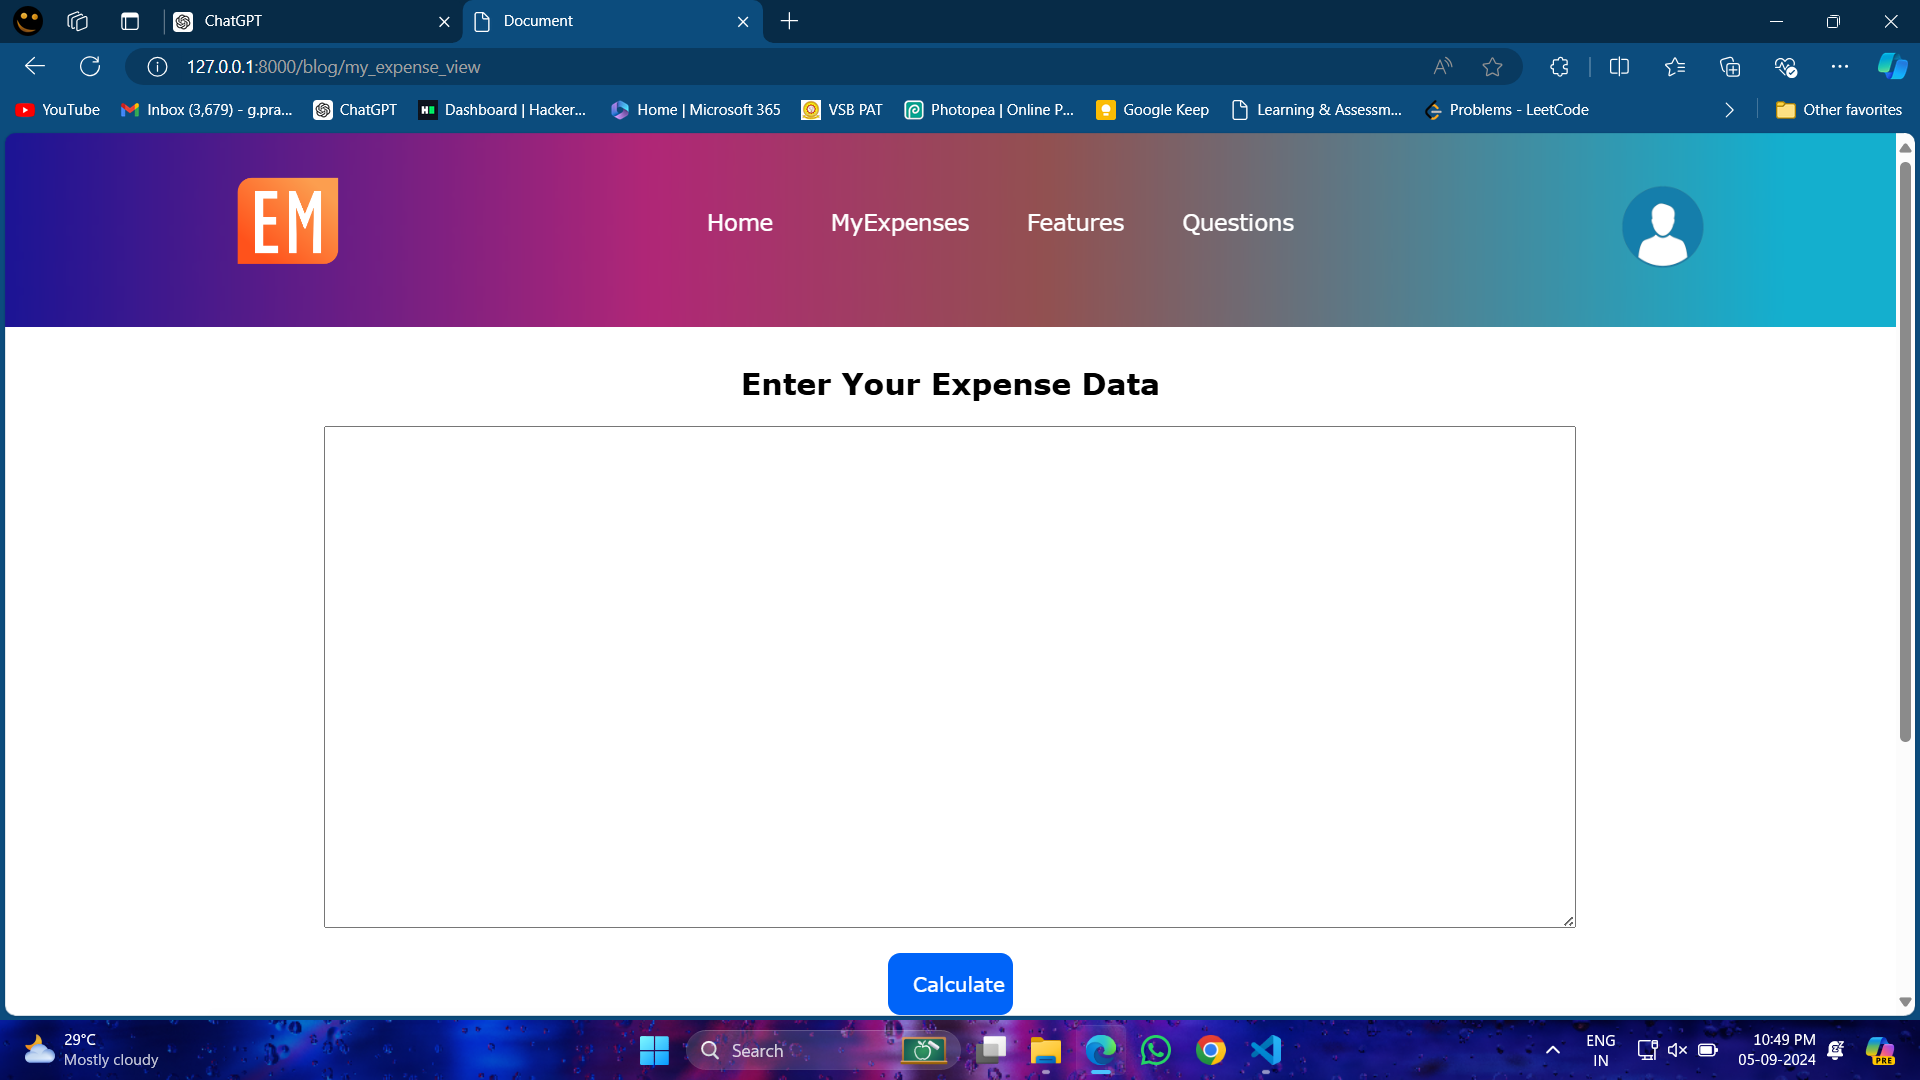 ChatGPT
Document
127.0.0.1:8000/blog/my_expense_view
YouTube
Inbox (3,679) - g.pra...
ChatGPT
Dashboard | Hacker...
Home | Microsoft 365
VSB PAT
Photopea | Online P...
Google Keep
Learning & Assessm...
Problems - LeetCode
Other favorites
EM
Home
MyExpenses
Features
Questions
Enter Your Expense Data
Calculate
29°C
Mostly cloudy
Search
ENG
IN
10:49 PM
05-09-2024
PRE